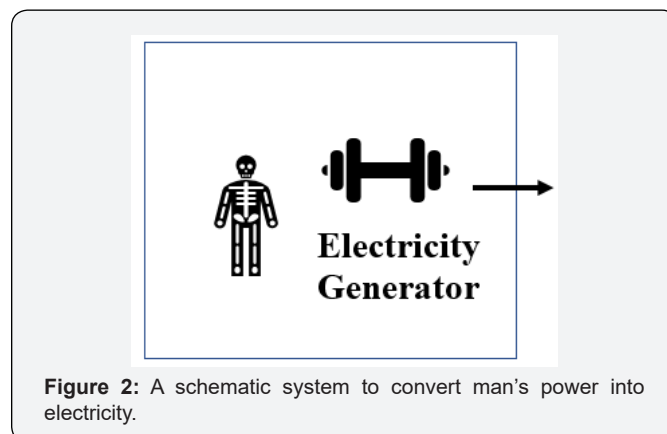 Electricity
Generator
Figure 2: A schematic system to convert man's power into
electricity.